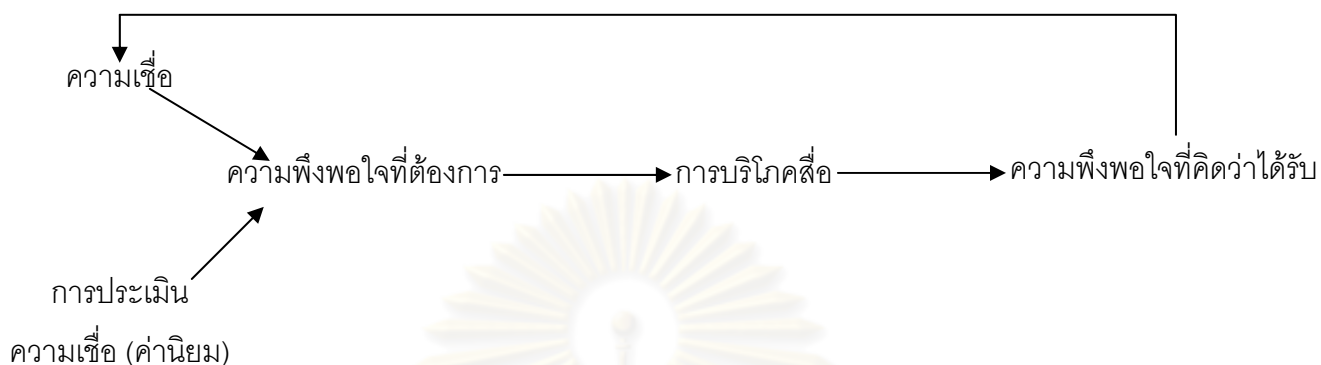 ความเชื่อ
ความพึงพอใจที่ต้องการ การบริโภคสื่อ ความพึงพอใจที่คิดว่าได้รับ
การประเมิน
ความเชื่อ (ค่านิยม)